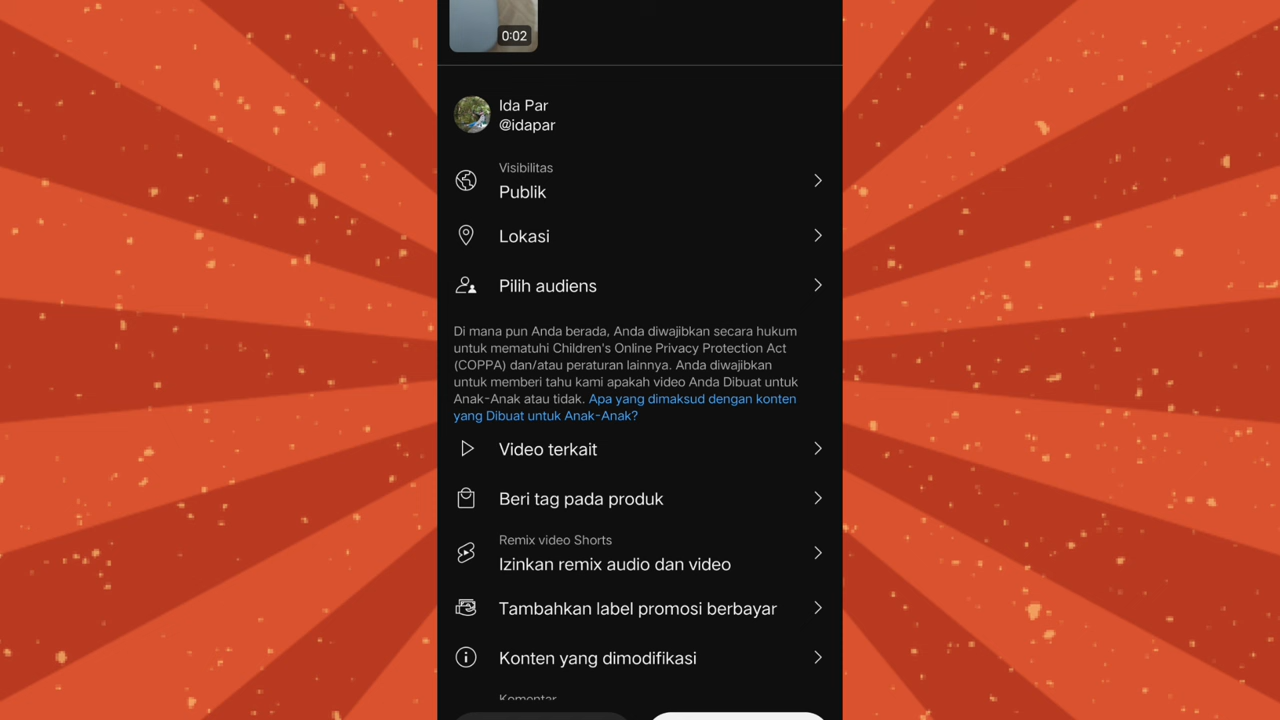 0:02
Ida Par
@idapar
Visibilitas
Publik
Lokasi
Pilih audiens
Di mana pun Anda berada, Anda diwajibkan secara hukum
untuk mematuhi Children's Online Privacy Protection Act
(COPPA) dan/atau peraturan lainnya. Anda diwajibkan
untuk memberi tahu kami apakah video Anda Dibuat untuk
Anak-Anak atau tidak. Apa yang dimaksud dengan konten
yang Dibuat untuk Anak-Anak?
Video terkait
Beri tag pada produk
Remix video Shorts
Izinkan remix audio dan video
Tambahkan label promosi berbayar
Konten yang dimodifikasi
Komentar